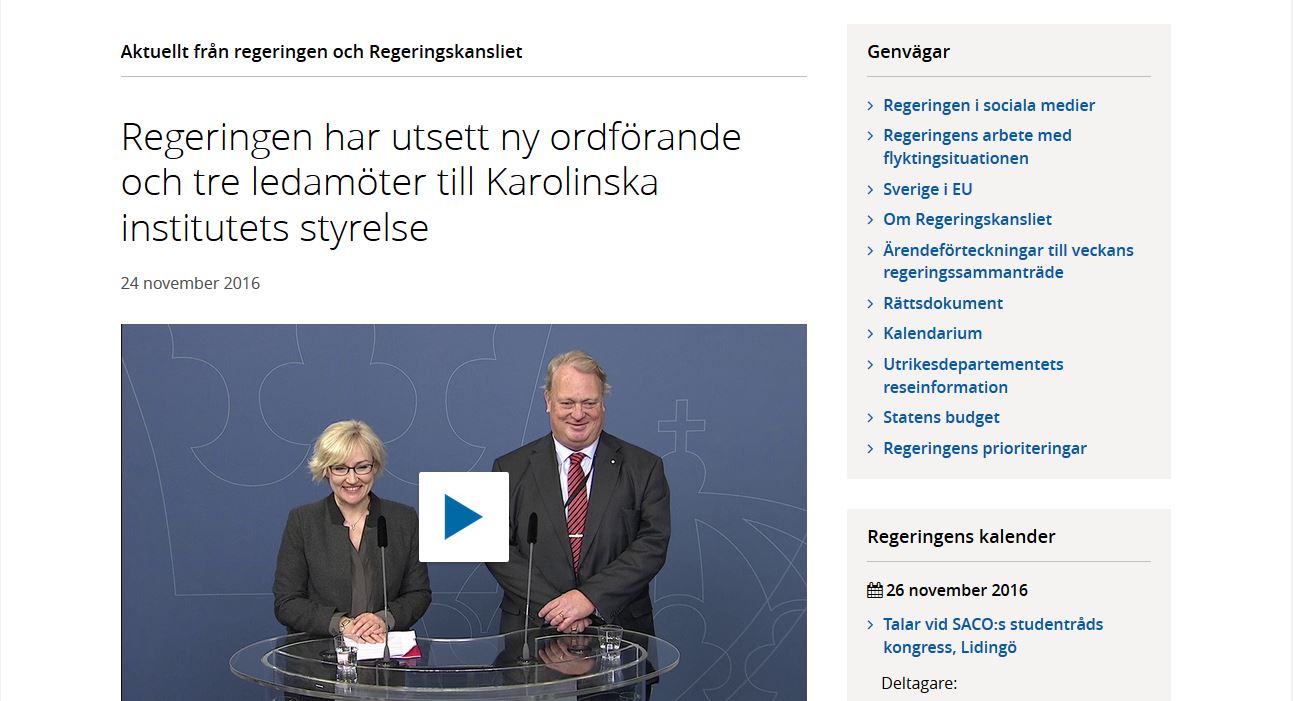 Aktuellt från regeringen och Regeringskansliet
Regeringen har utsett ny ordförande
och tre ledamöter till Karolinska
institutets styrelse
24 november 2016
Genvägar
Regeringen i sociala medier
Regeringens arbete med
flyktingsituationen
Sverige i EU
Om Regeringskansliet
Ärendeförteckningar till veckans
regeringssammanträde
Rättsdokument
Kalendarium
Utrikesdepartementets
reseinformation
Statens budget
Regeringens prioriteringar
Regeringens kalender
26 november 2016
Talar vid SACO:s studentråds
kongress, Lidingö
Deltagare: